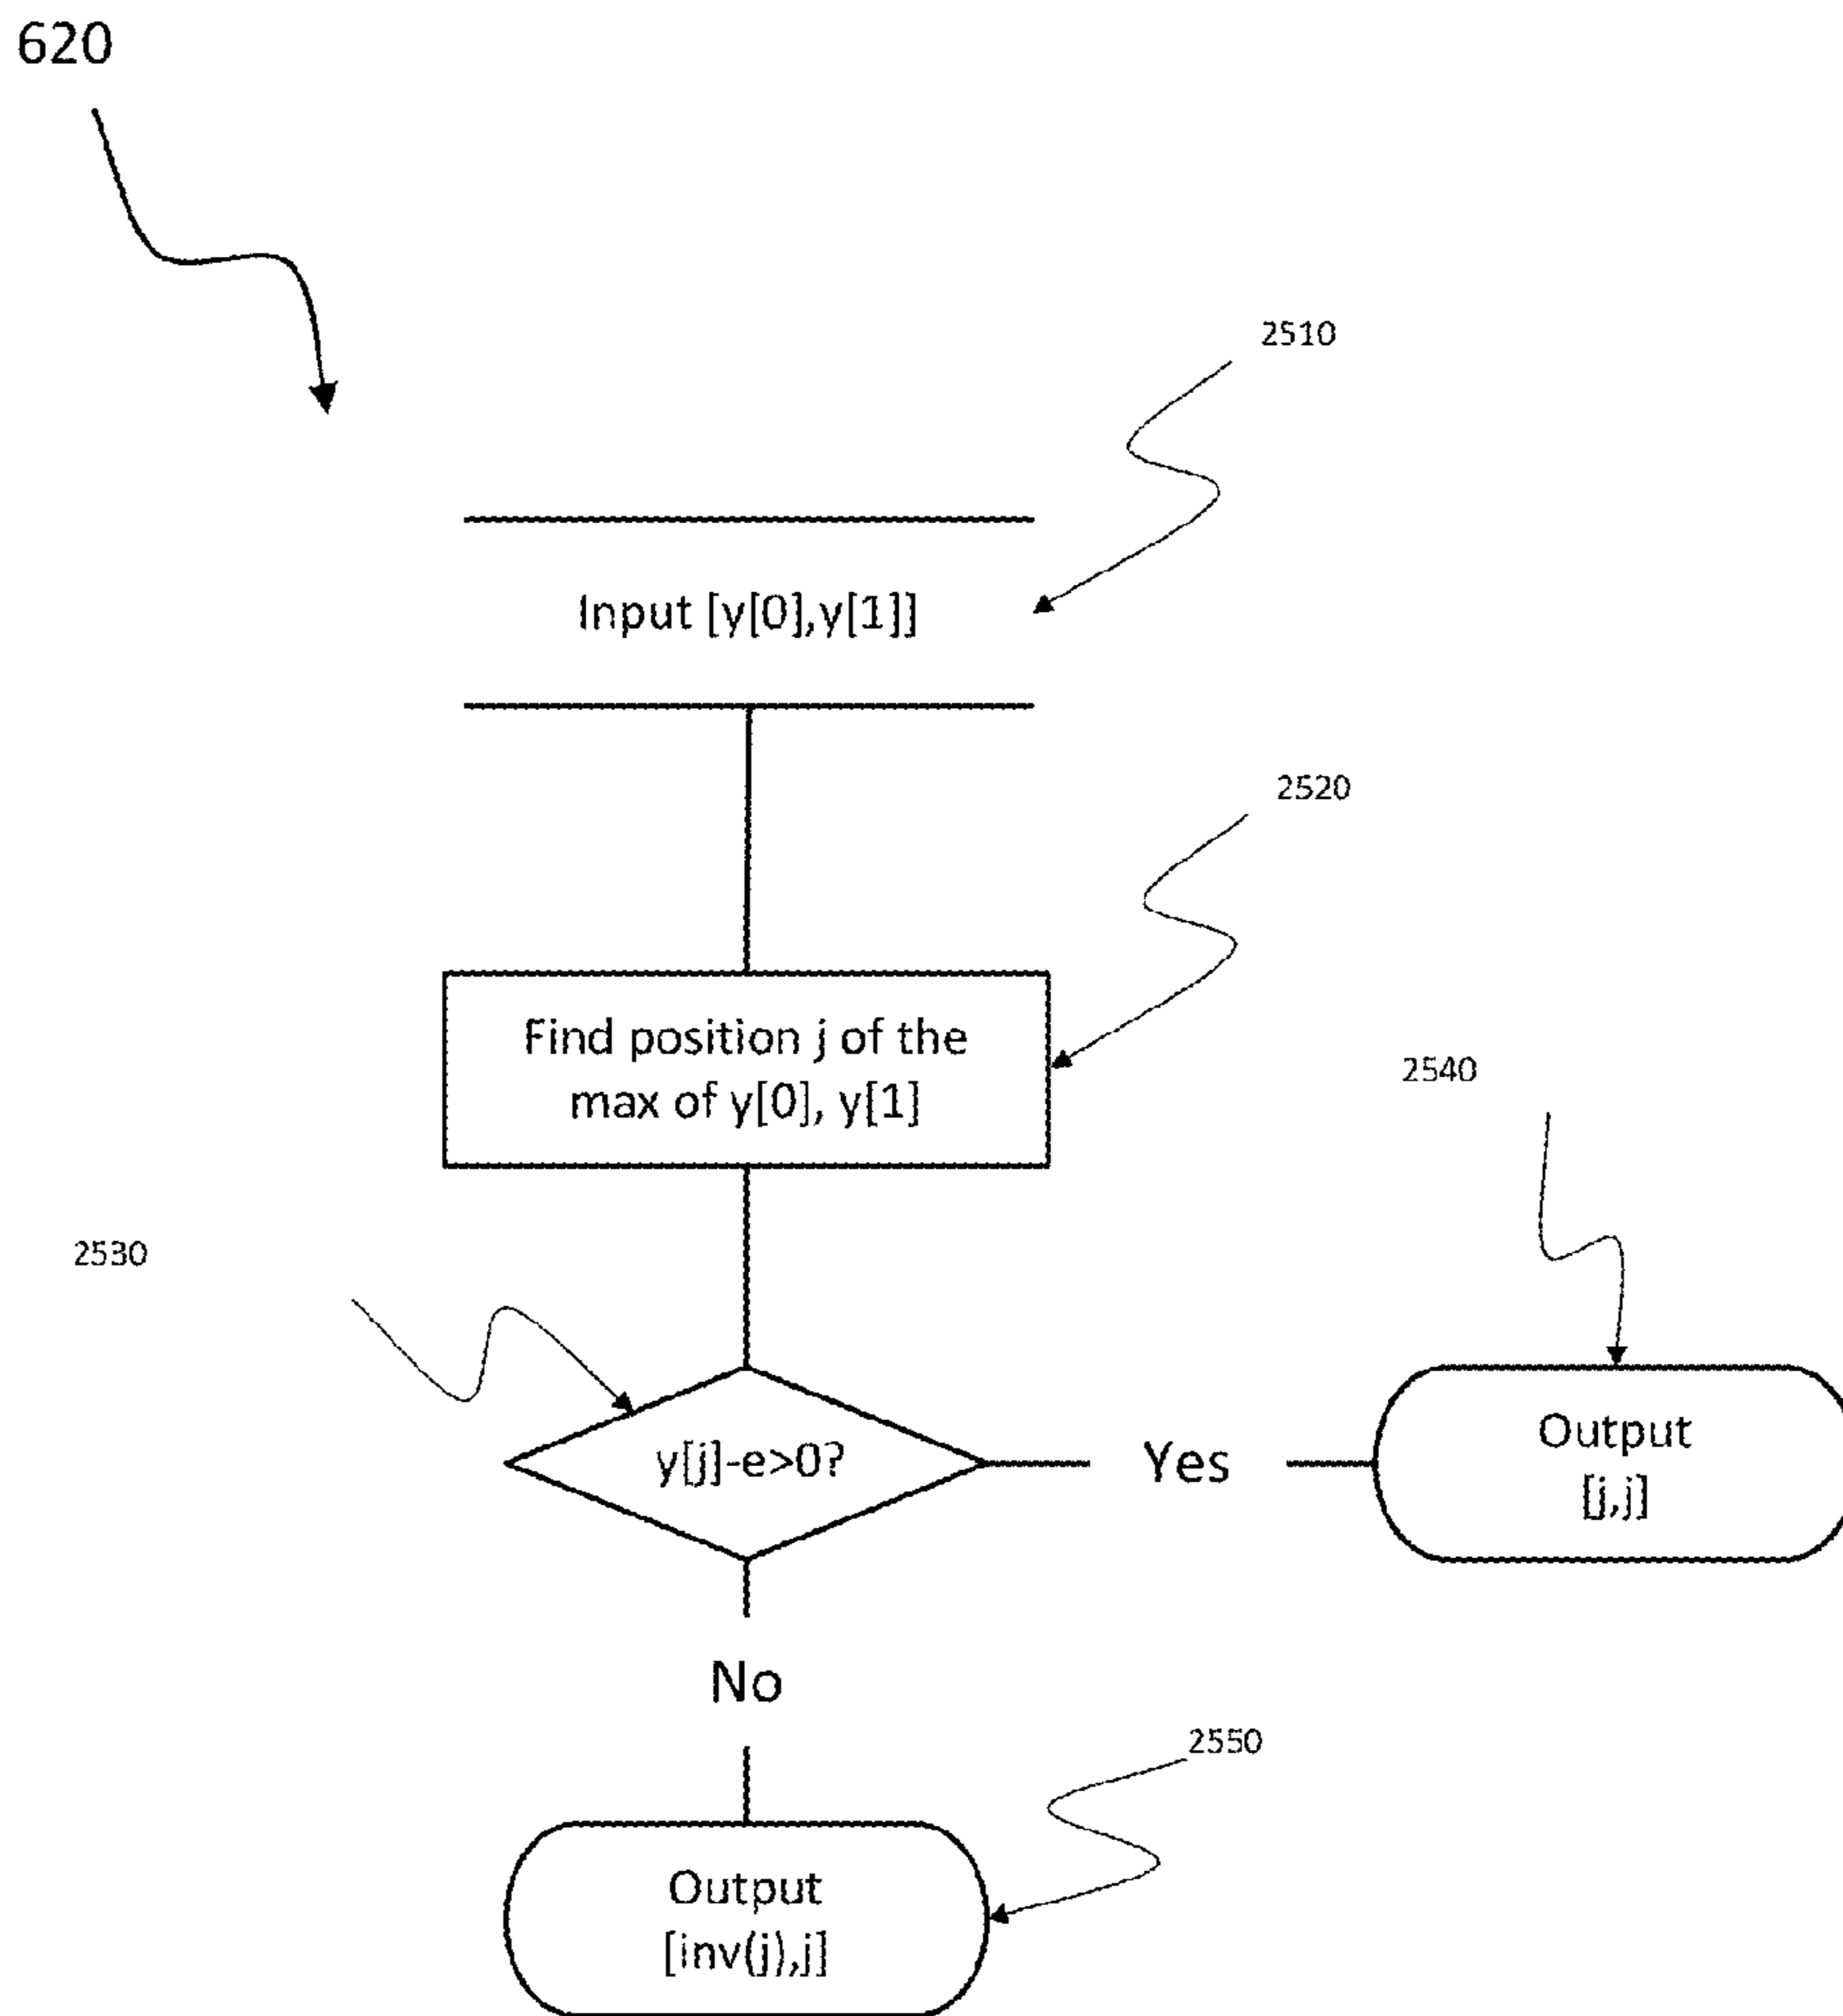 620
2510
Input [y[0],y[1]]
2520
Find position j of the
max of y[0], y[1]
2540
2530
y[j]-e>0?
Yes
Output
[j,j]
No
2550
Output
[inv(j),j]